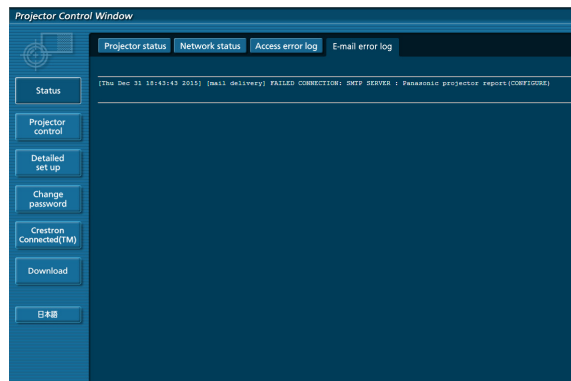 Projector Control Window
Projector status
Network status
Access error log
E-mail error log
[Thu Dec 31 18:43:43 2015] [mail delivery] FAILED CONNECTION: SMTP SERVER : Panasonic projector report(CONFIGURE)
Status
Projector
control
Detailed
set up
Change
password
Crestron
Connected(TM)
Download
日本語